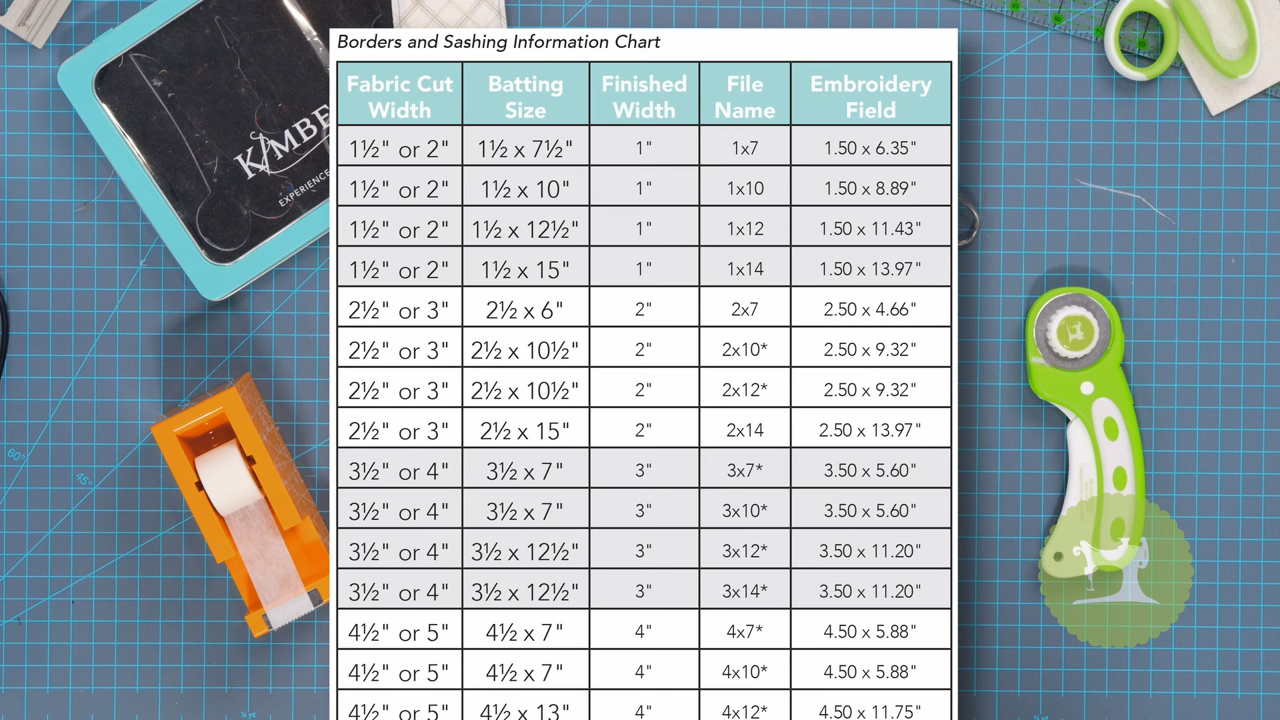 Borders and Sashing Information Chart
Fabric Cut Width Batting Size Finished Width File Name Embroidery Field
1½" or 2" 1½ x 7½" 1" 1x7 1.50 x 6.35"
1½" or 2" 1½ x 10" 1" 1x10 1.50 x 8.89"
1½" or 2" 1½ x 12½" 1" 1x12 1.50 x 11.43"
1½" or 2" 1½ x 15" 1" 1x14 1.50 x 13.97"
2½" or 3" 2½ x 6" 2" 2x7 2.50 x 4.66"
2½" or 3" 2½ x 10½" 2" 2x10* 2.50 x 9.32"
2½" or 3" 2½ x 10½" 2" 2x12* 2.50 x 9.32"
2½" or 3" 2½ x 15" 2" 2x14 2.50 x 13.97"
3½" or 4" 3½ x 7" 3" 3x7* 3.50 x 5.60"
3½" or 4" 3½ x 7" 3" 3x10* 3.50 x 5.60"
3½" or 4" 3½ x 12½" 3" 3x12* 3.50 x 11.20"
3½" or 4" 3½ x 12½" 3" 3x14* 3.50 x 11.20"
4½" or 5" 4½ x 7" 4" 4x7* 4.50 x 5.88"
4½" or 5" 4½ x 7" 4" 4x10* 4.50 x 5.88"
4½" or 5" 4½ x 13" 4" 4x12* 4.50 x 11.75"
KIMBE
EXPERIENCE
60°
45°